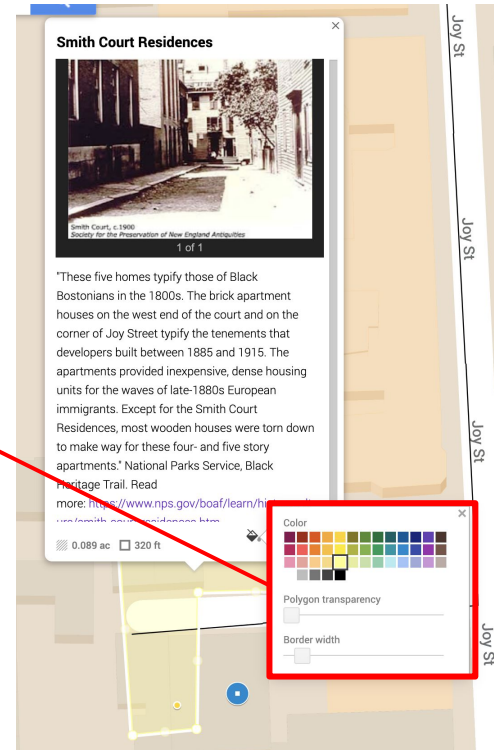 Smith Court Residences
Smith Court, c.1900
Society for the Preservation of New England Antiquities
1 of 1
"These five homes typify those of Black
Bostonians in the 1800s. The brick apartment
houses on the west end of the court and on the
corner of Joy Street typify the tenements that
developers built between 1885 and 1915. The
apartments provided inexpensive, dense housing
units for the waves of late-1880s European
immigrants. Except for the Smith Court
Residences, most wooden houses were torn down
to make way for these four- and five story
apartments." National Parks Service, Black
Heritage Trail. Read
more: https://www.nps.gov/boaf/learn/
0.089 ac 320 ft
Color
Polygon transparency
Border width
Joy St
Joy St
Joy St
Joy St